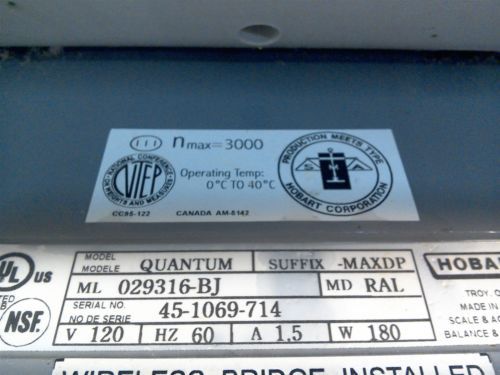 III nmax=3000
NATIONAL CONFERENCE ON WEIGHTS AND MEASURES
NTEP
Operating Temp:
0°C TO 40°C
CC95-122 CANADA AM-5142
PRODUCTION MEETS TYPE
HOBART CORPORATION
UL US
NSF.
MODEL
MODELE QUANTUM SUFFIX -MAXDP
ML 029316-BJ MD RAL
SERIAL NO.
NO DE SERIE 45-1069-714
V 120 HZ 60 A 1.5 W 180
HOBA
TROY, O
MADE IN
SCALE & A
BALANCE &
WIRELESS BRIDGE INSTALLED